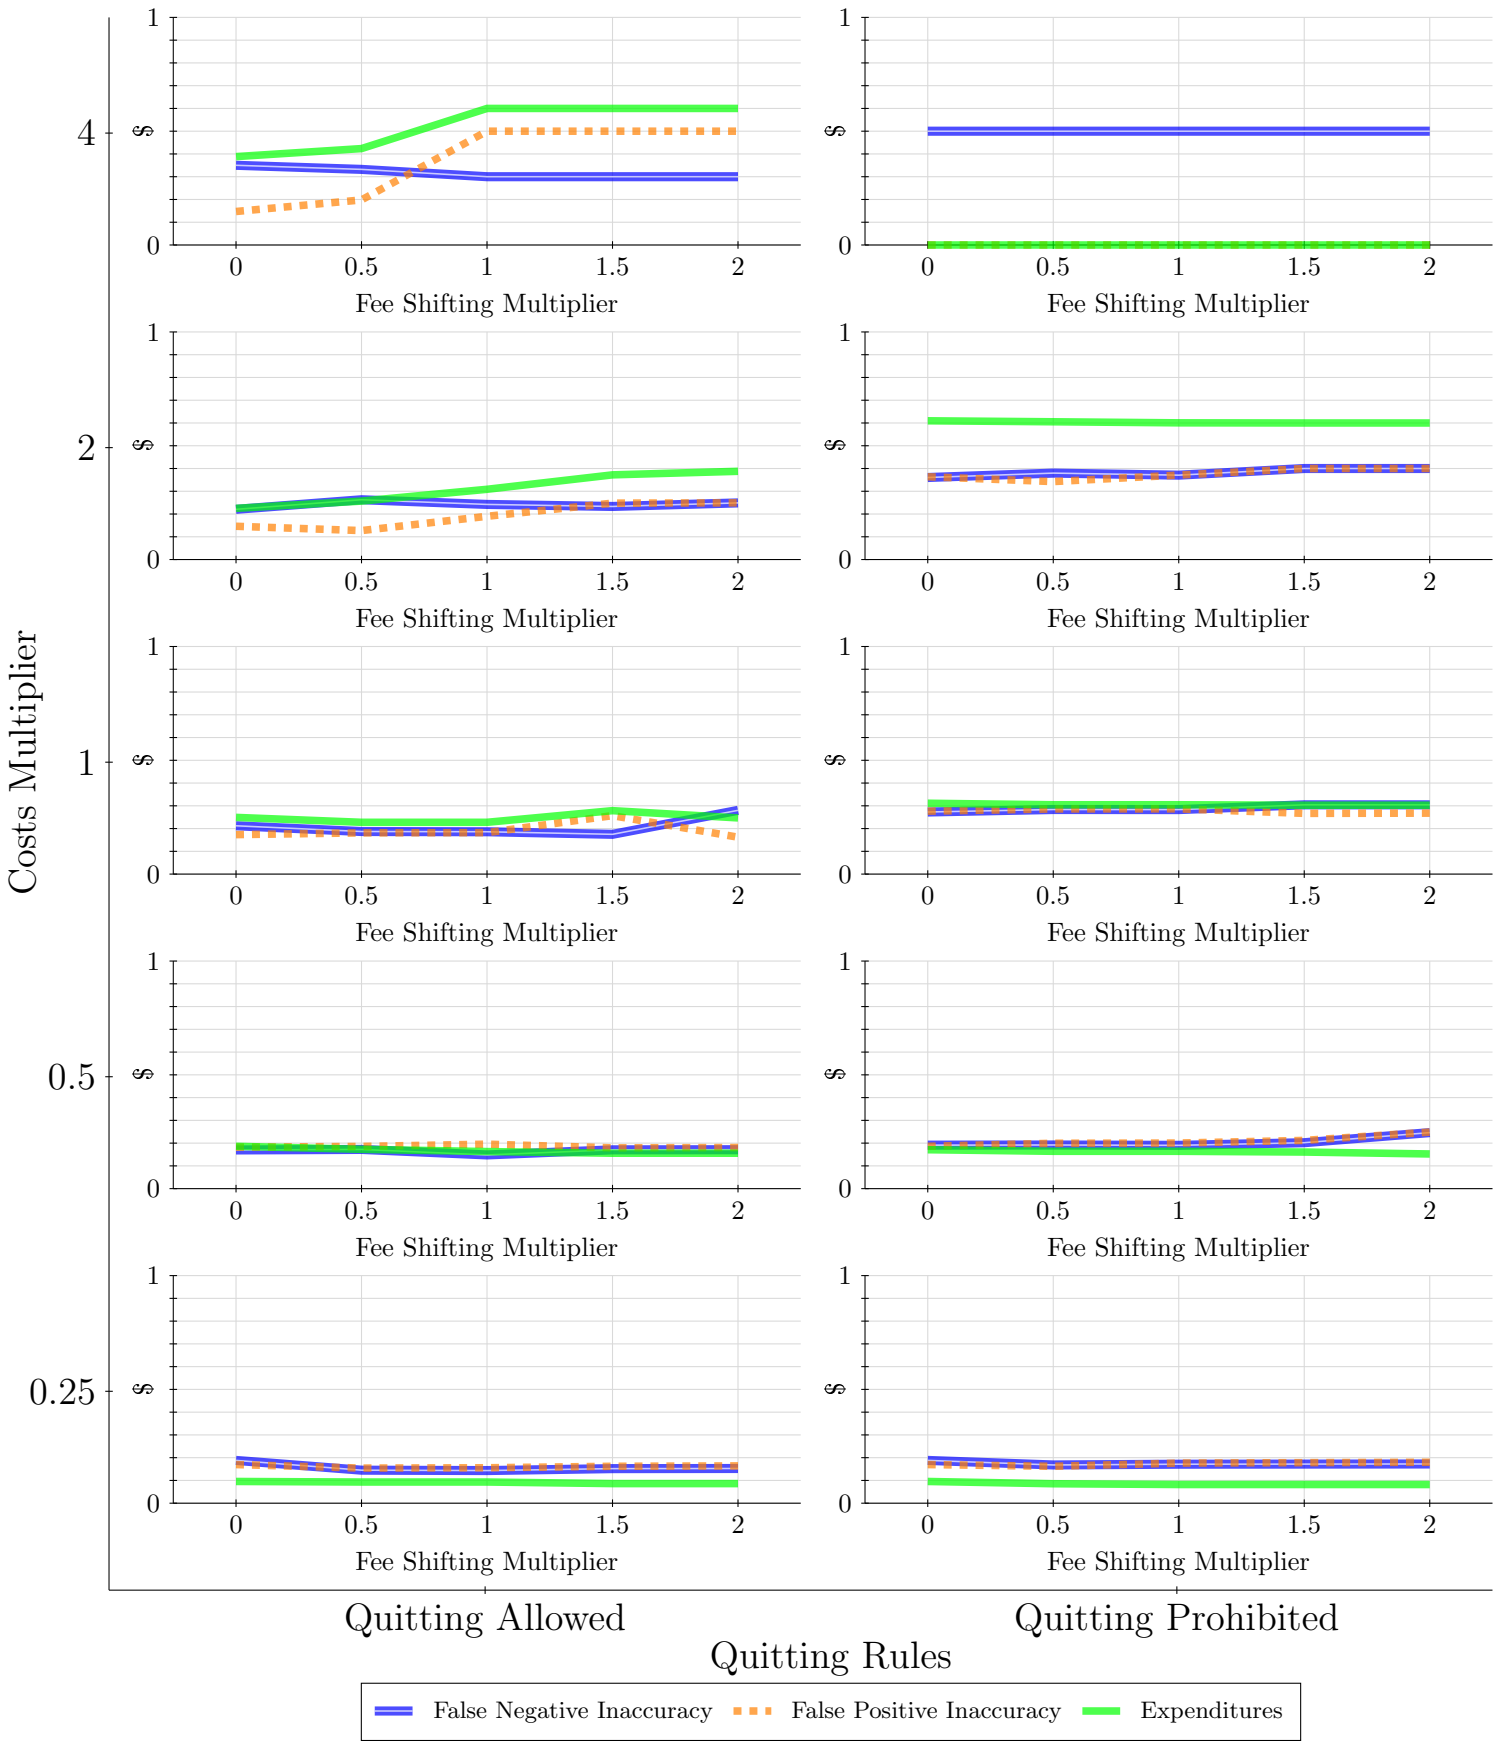 1
$
0
0 0.5 1 1.5 2
Fee Shifting Multiplier
1
$
0
0 0.5 1 1.5 2
Fee Shifting Multiplier
4
1
$
0
0 0.5 1 1.5 2
Fee Shifting Multiplier
1
$
0
0 0.5 1 1.5 2
Fee Shifting Multiplier
2
1
$
0
0 0.5 1 1.5 2
Fee Shifting Multiplier
1
$
0
0 0.5 1 1.5 2
Fee Shifting Multiplier
1
Costs Multiplier
1
$
0
0 0.5 1 1.5 2
Fee Shifting Multiplier
1
$
0
0 0.5 1 1.5 2
Fee Shifting Multiplier
0.5
1
$
0
0 0.5 1 1.5 2
Fee Shifting Multiplier
1
$
0
0 0.5 1 1.5 2
Fee Shifting Multiplier
0.25
Quitting Allowed
Quitting Prohibited
Quitting Rules
False Negative Inaccuracy False Positive Inaccuracy Expenditures